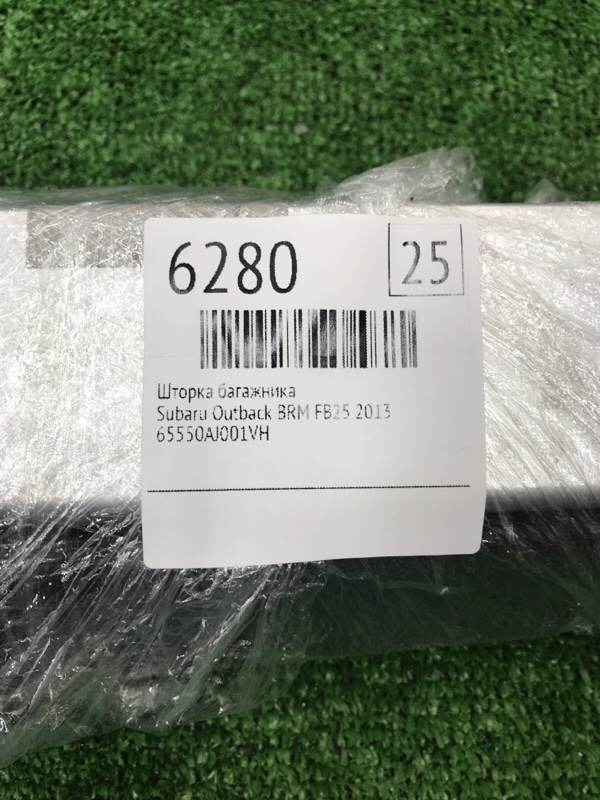 6280 25
Шторка багажника
Subaru Outback BRM FB25 2013
65550AJ001VH